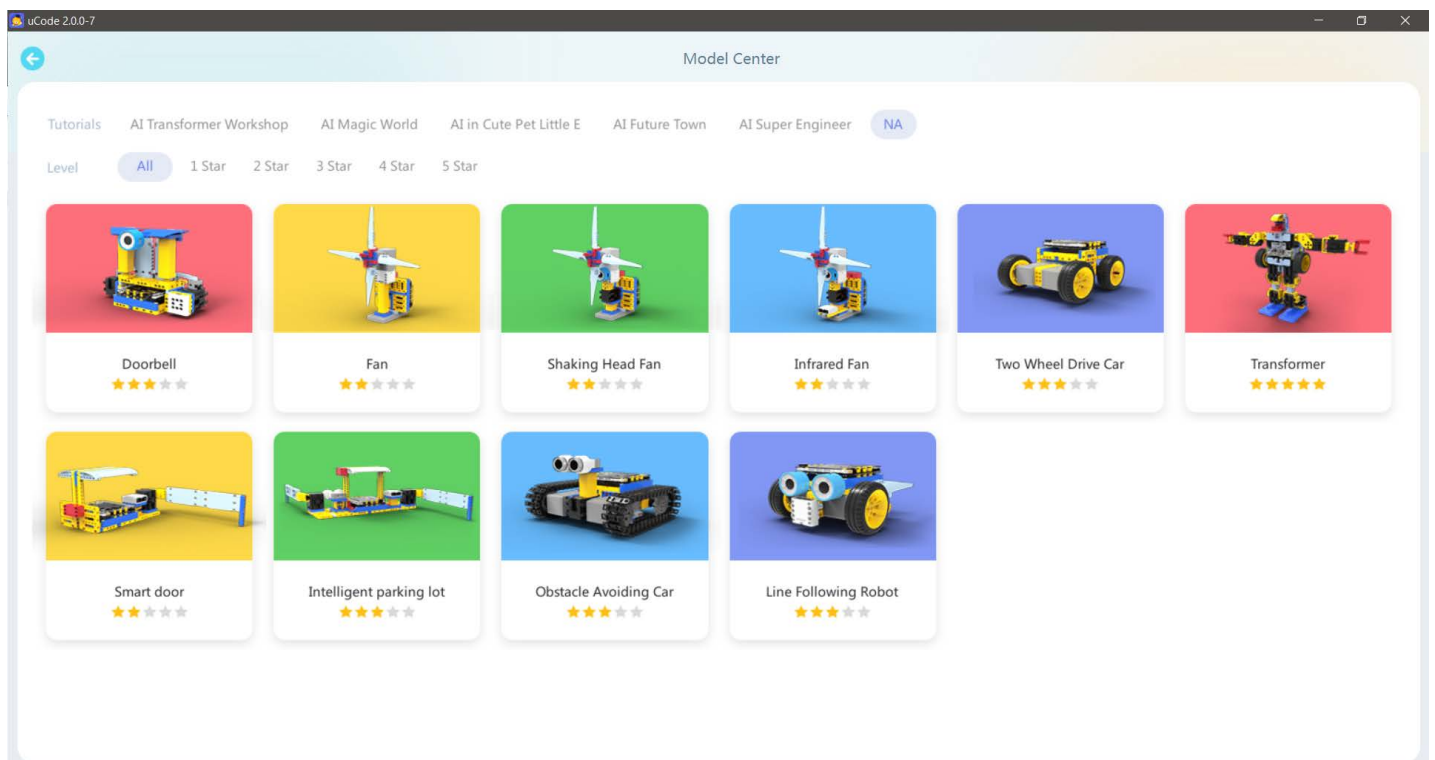 uCode 2.0.0-7
Model Center
Tutorials AI Transformer Workshop AI Magic World AI in Cute Pet Little E AI Future Town AI Super Engineer NA
Level All 1 Star 2 Star 3 Star 4 Star 5 Star
Doorbell Fan Shaking Head Fan Infrared Fan Two Wheel Drive Car Transformer
Smart door Intelligent parking lot Obstacle Avoiding Car Line Following Robot